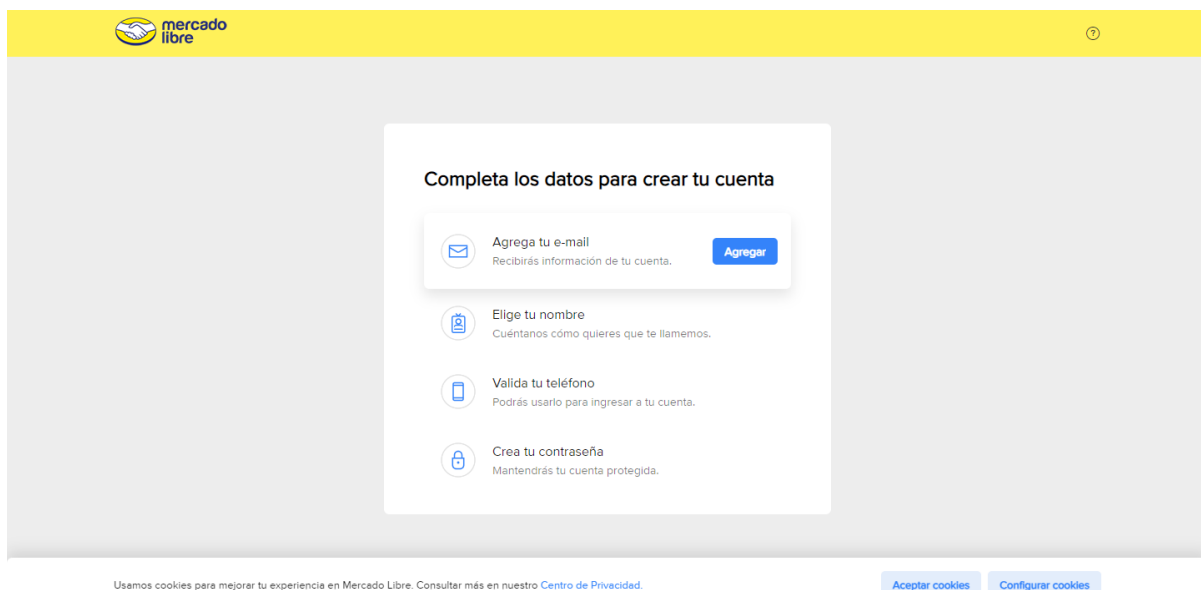 mercado
libre
?
Completa los datos para crear tu cuenta
Agrega tu e-mail
Recibirás información de tu cuenta.
Agregar
Elige tu nombre
Cuéntanos cómo quieres que te llamemos.
Valida tu teléfono
Podrás usarlo para ingresar a tu cuenta.
Crea tu contraseña
Mantendrás tu cuenta protegida.
Usamos cookies para mejorar tu experiencia en Mercado Libre. Consultar más en nuestro Centro de Privacidad.
Aceptar cookies
Configurar cookies